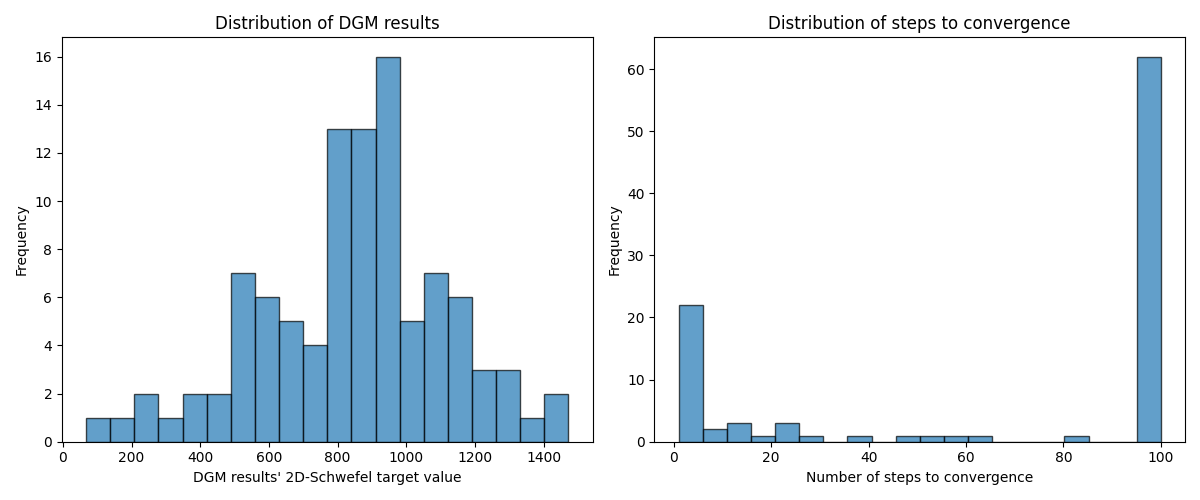 Distribution of DGM results
16
14
12
10
8
6
4
2
0
Frequency
0 200 400 600 800 1000 1200 1400
DGM results' 2D-Schwefel target value
Distribution of steps to convergence
60
50
40
30
20
10
0
Frequency
0 20 40 60 80 100
Number of steps to convergence